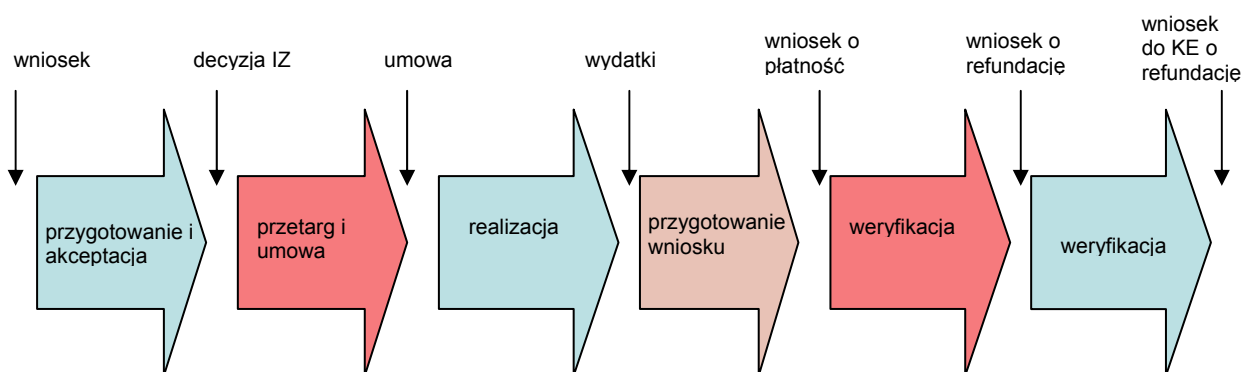 wniosek
decyzja IZ
umowa
wydatki
wniosek o
płatność
wniosek o
refundację
wniosek
do KE o
refundację
przygotowanie i
akceptacja
przetarg i
umowa
realizacja
przygotowanie
wniosku
weryfikacja
weryfikacja